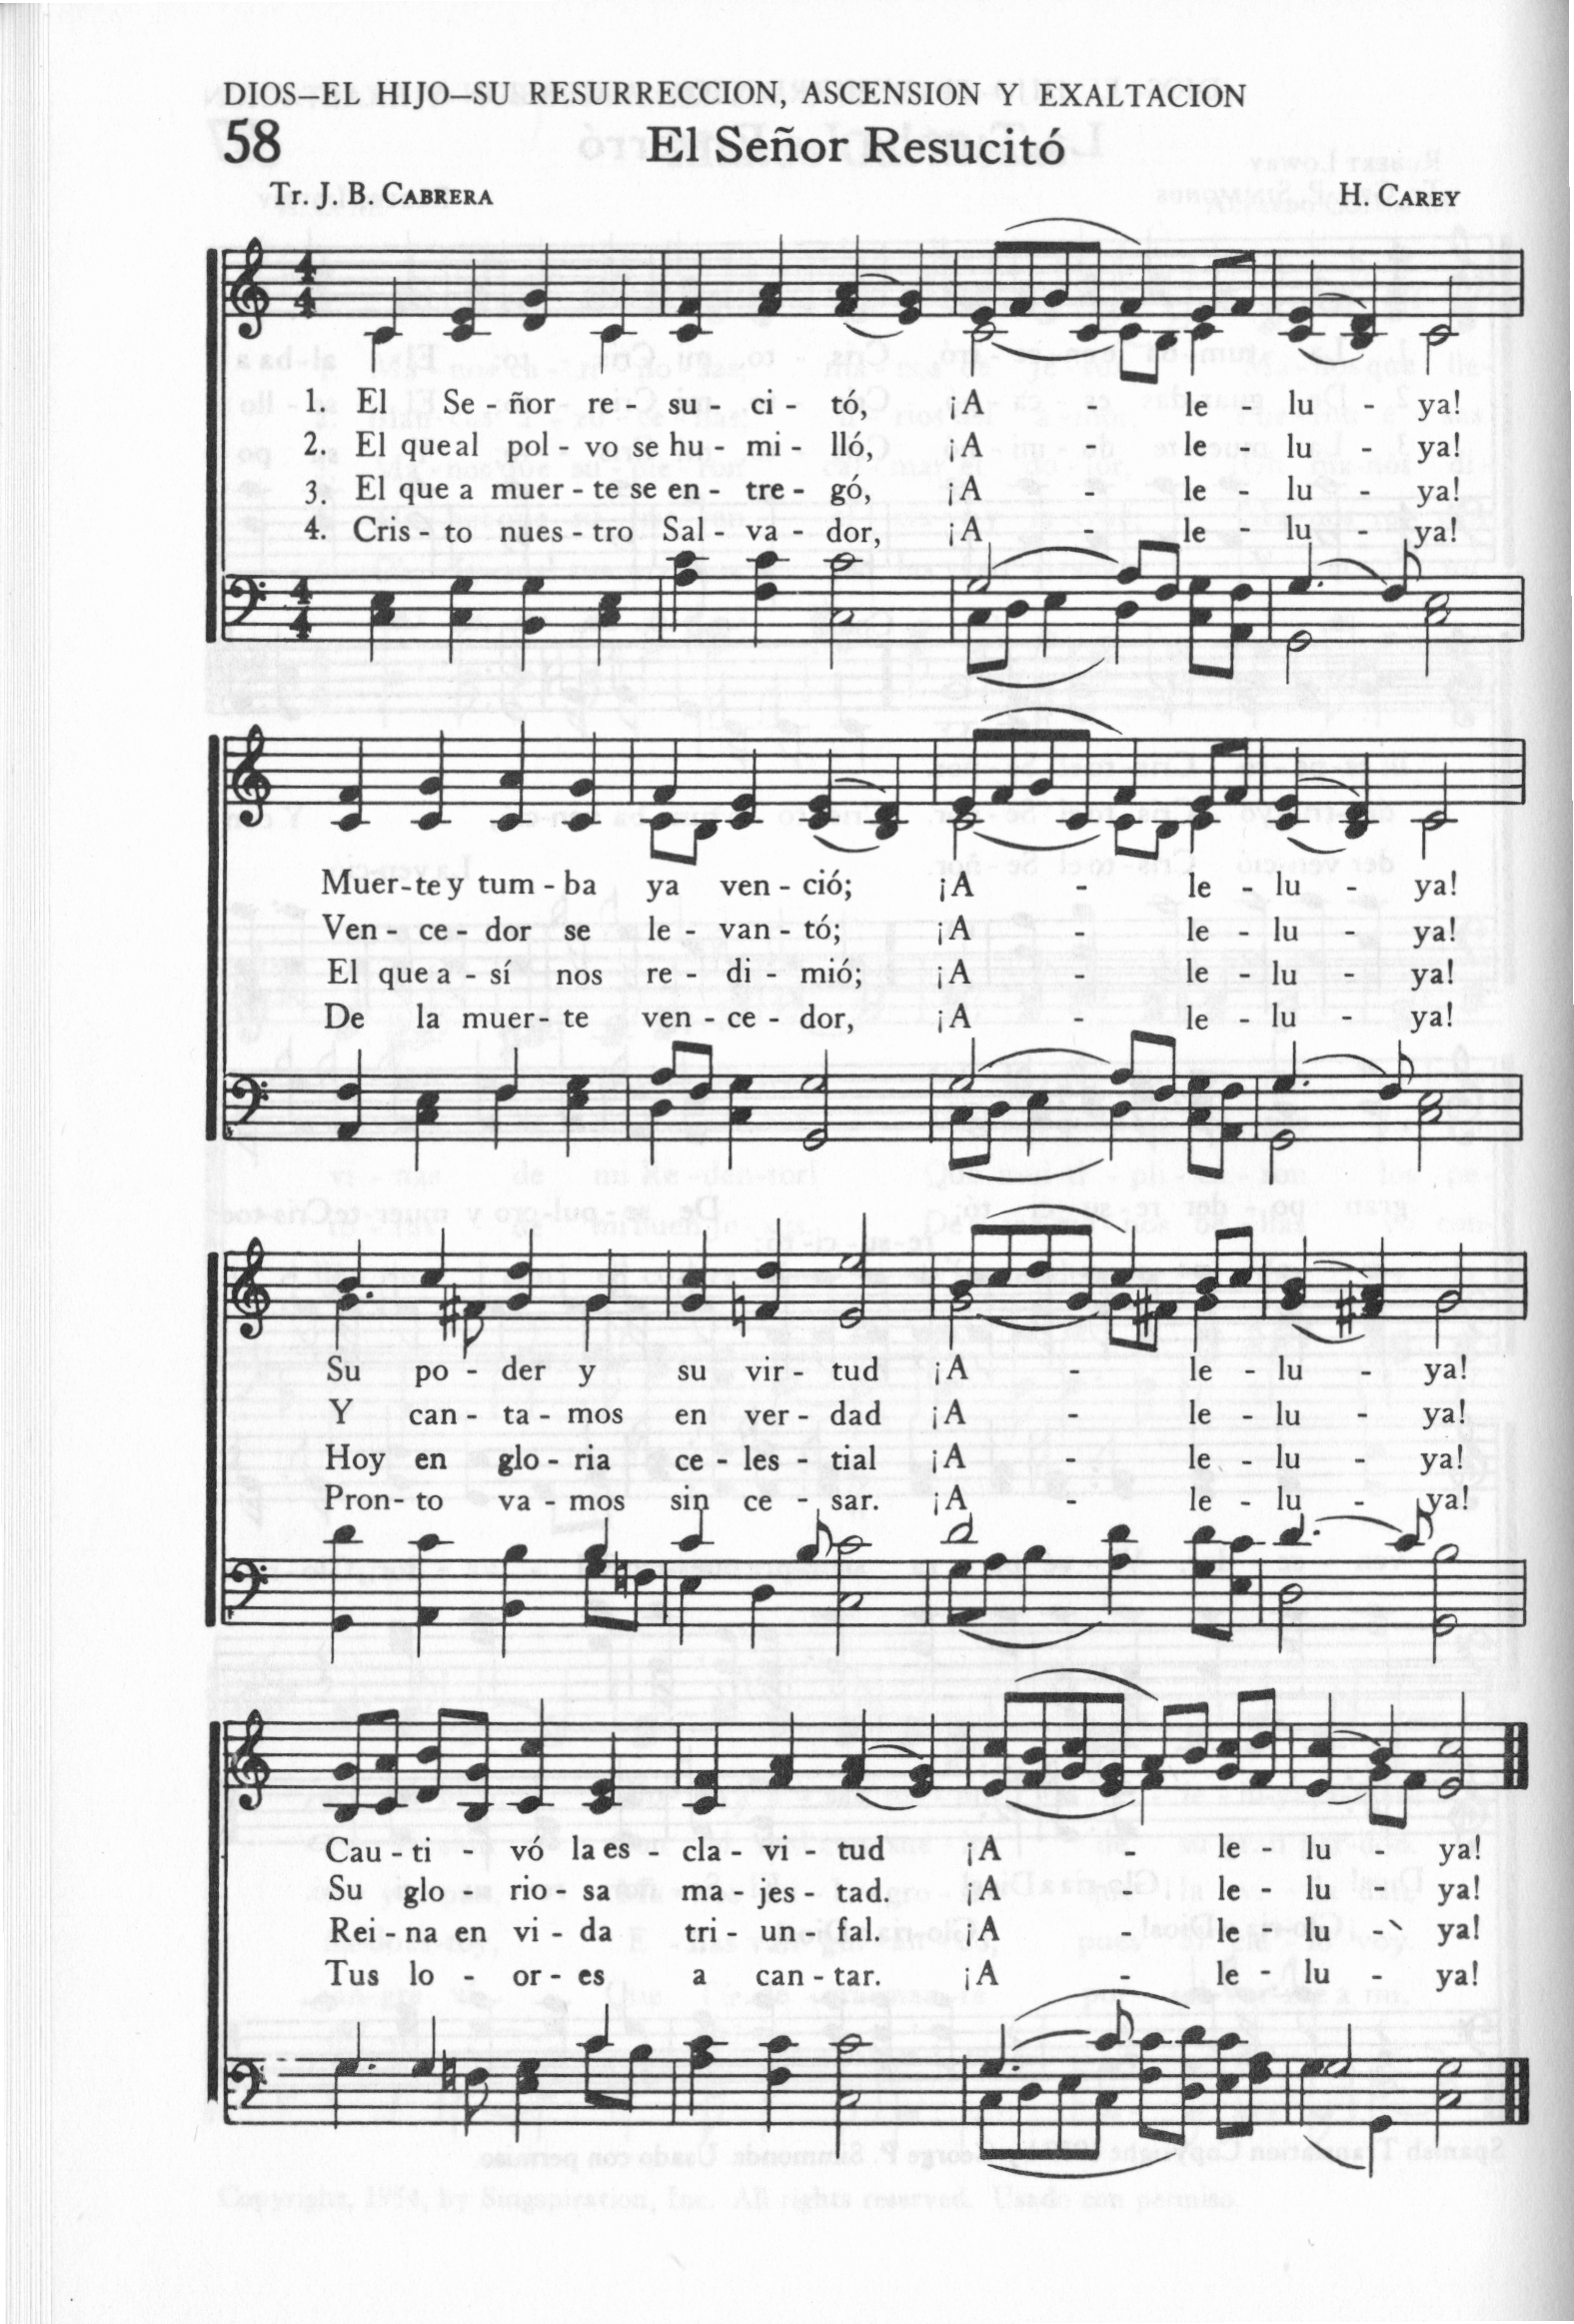 DIOS—EL HIJO—SU RESURRECCION, ASCENSION Y EXALTACION
58 El Señor Resucitó
Tr. J. B. CABRERA H. CAREY
1. El Se - ñor re - su - ci - tó, ¡A - le lu - ya!
2. El que al pol - vo se hu - mi - lló, ¡A - le - lu - ya!
3. El que a muer - te se en - tre - gó, ¡A - le - lu - ya!
4. Cris - to nues - tro Sal - va - dor, ¡A - le - lu - ya!
Muer - te y tum - ba ya ven - ció; ¡A - le - lu - ya!
Ven - ce - dor se le - van - tó; ¡A - le - lu - ya!
El que a - sí nos re - di - mió; ¡A - le - lu - ya!
De la muer - te ven - ce - dor, ¡A - le - lu - ya!
Su po - der y su vir - tud ¡A - le - lu - ya!
Y can - ta - mos en ver - dad ¡A - le - lu - ya!
Hoy en glo - ria ce - les - tial ¡A - le - lu - ya!
Pron - to va - mos sin ce - sar. ¡A - le - lu - ya!
Cau - ti - vó la es - cla - vi - tud ¡A - le - lu - ya!
Su glo - rio - sa ma - jes - tad. ¡A - le - lu - ya!
Rei - na en vi - da tri - un - fal. ¡A - le - lu - ya!
Tus lo - or - es a can - tar. ¡A - le - lu - ya!